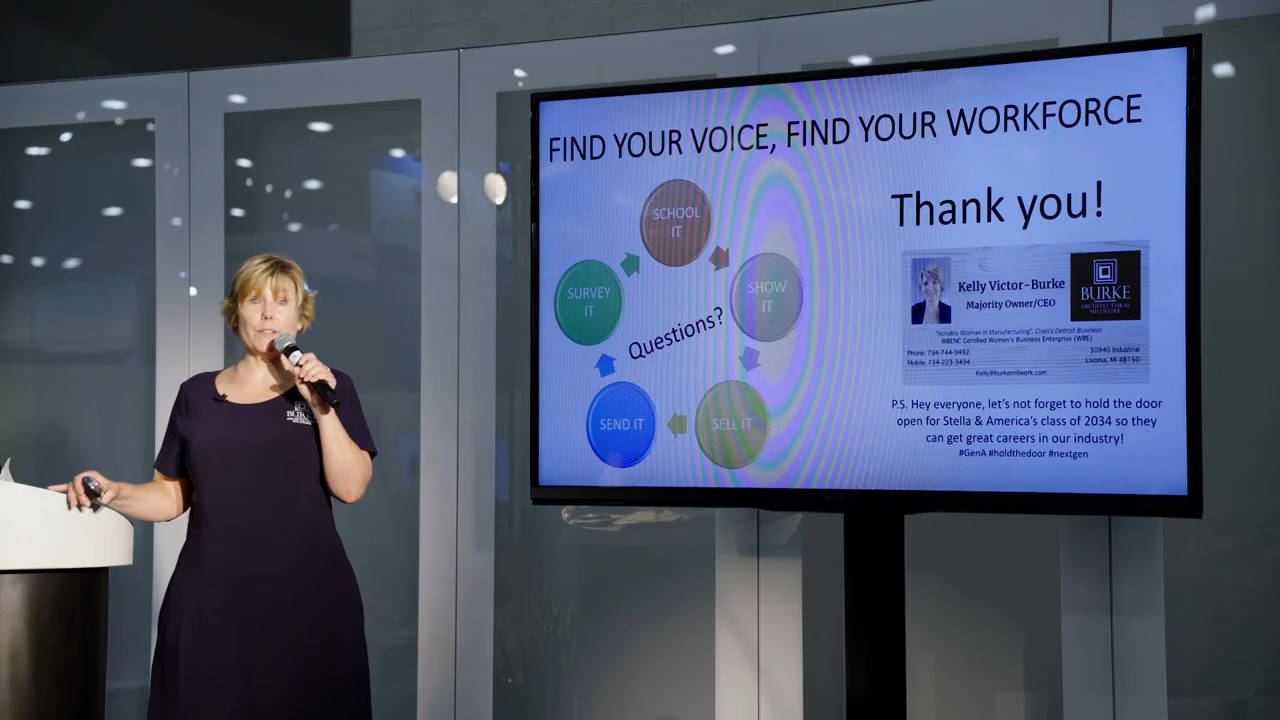 FIND YOUR VOICE, FIND YOUR WORKFORCE
SCHOOL
IT
SHOW
IT
SELL IT
SEND IT
SURVEY
IT
Questions?
Thank you!
Kelly Victor-Burke
Majority Owner/CEO
BURKE
ARCHITECTURAL
MILLWORK
"Notable Woman in Manufacturing", Crain's Detroit Business
WBENC Certified Women's Business Enterprise (WBE)
Phone: 734-744-9492
Mobile: 734-223-3494
30940 Industrial
Livonia, MI 48150
Kelly@burkemillwork.com
P.S. Hey everyone, let's not forget to hold the door
open for Stella & America's class of 2034 so they
can get great careers in our industry!
#GenA #holdthedoor #nextgen
BURKE